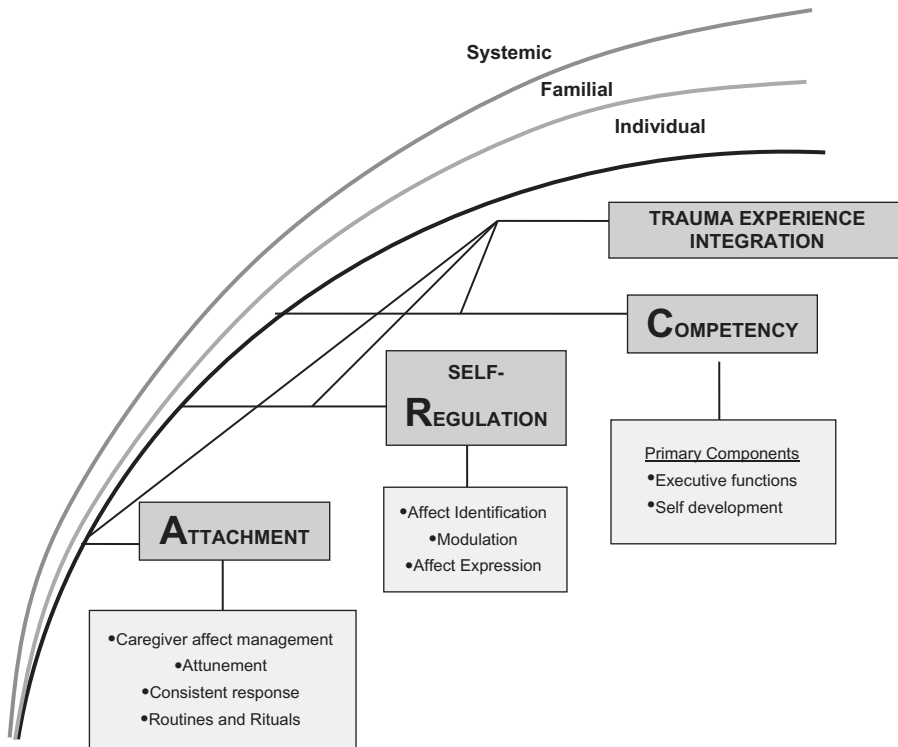 Systemic
Familial
Individual
TRAUMA EXPERIENCE
INTEGRATION
COMPETENCY
SELF-
REGULATION
Primary Components
•Executive functions
•Self development
•Affect Identification
•Modulation
•Affect Expression
ATTACHMENT
•Caregiver affect management
•Attunement
•Consistent response
•Routines and Rituals